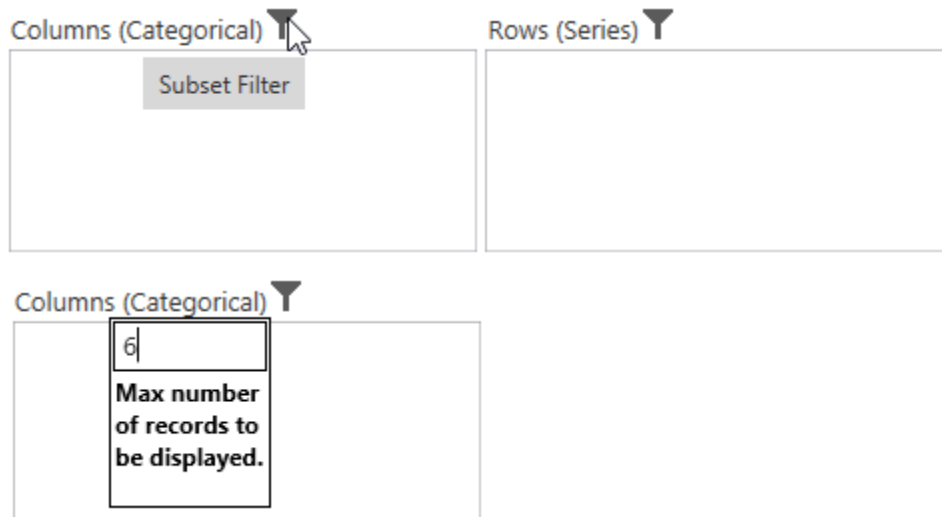 Columns (Categorical)
Rows (Series)
Subset Filter
Columns (Categorical)
6
Max number
of records to
be displayed.